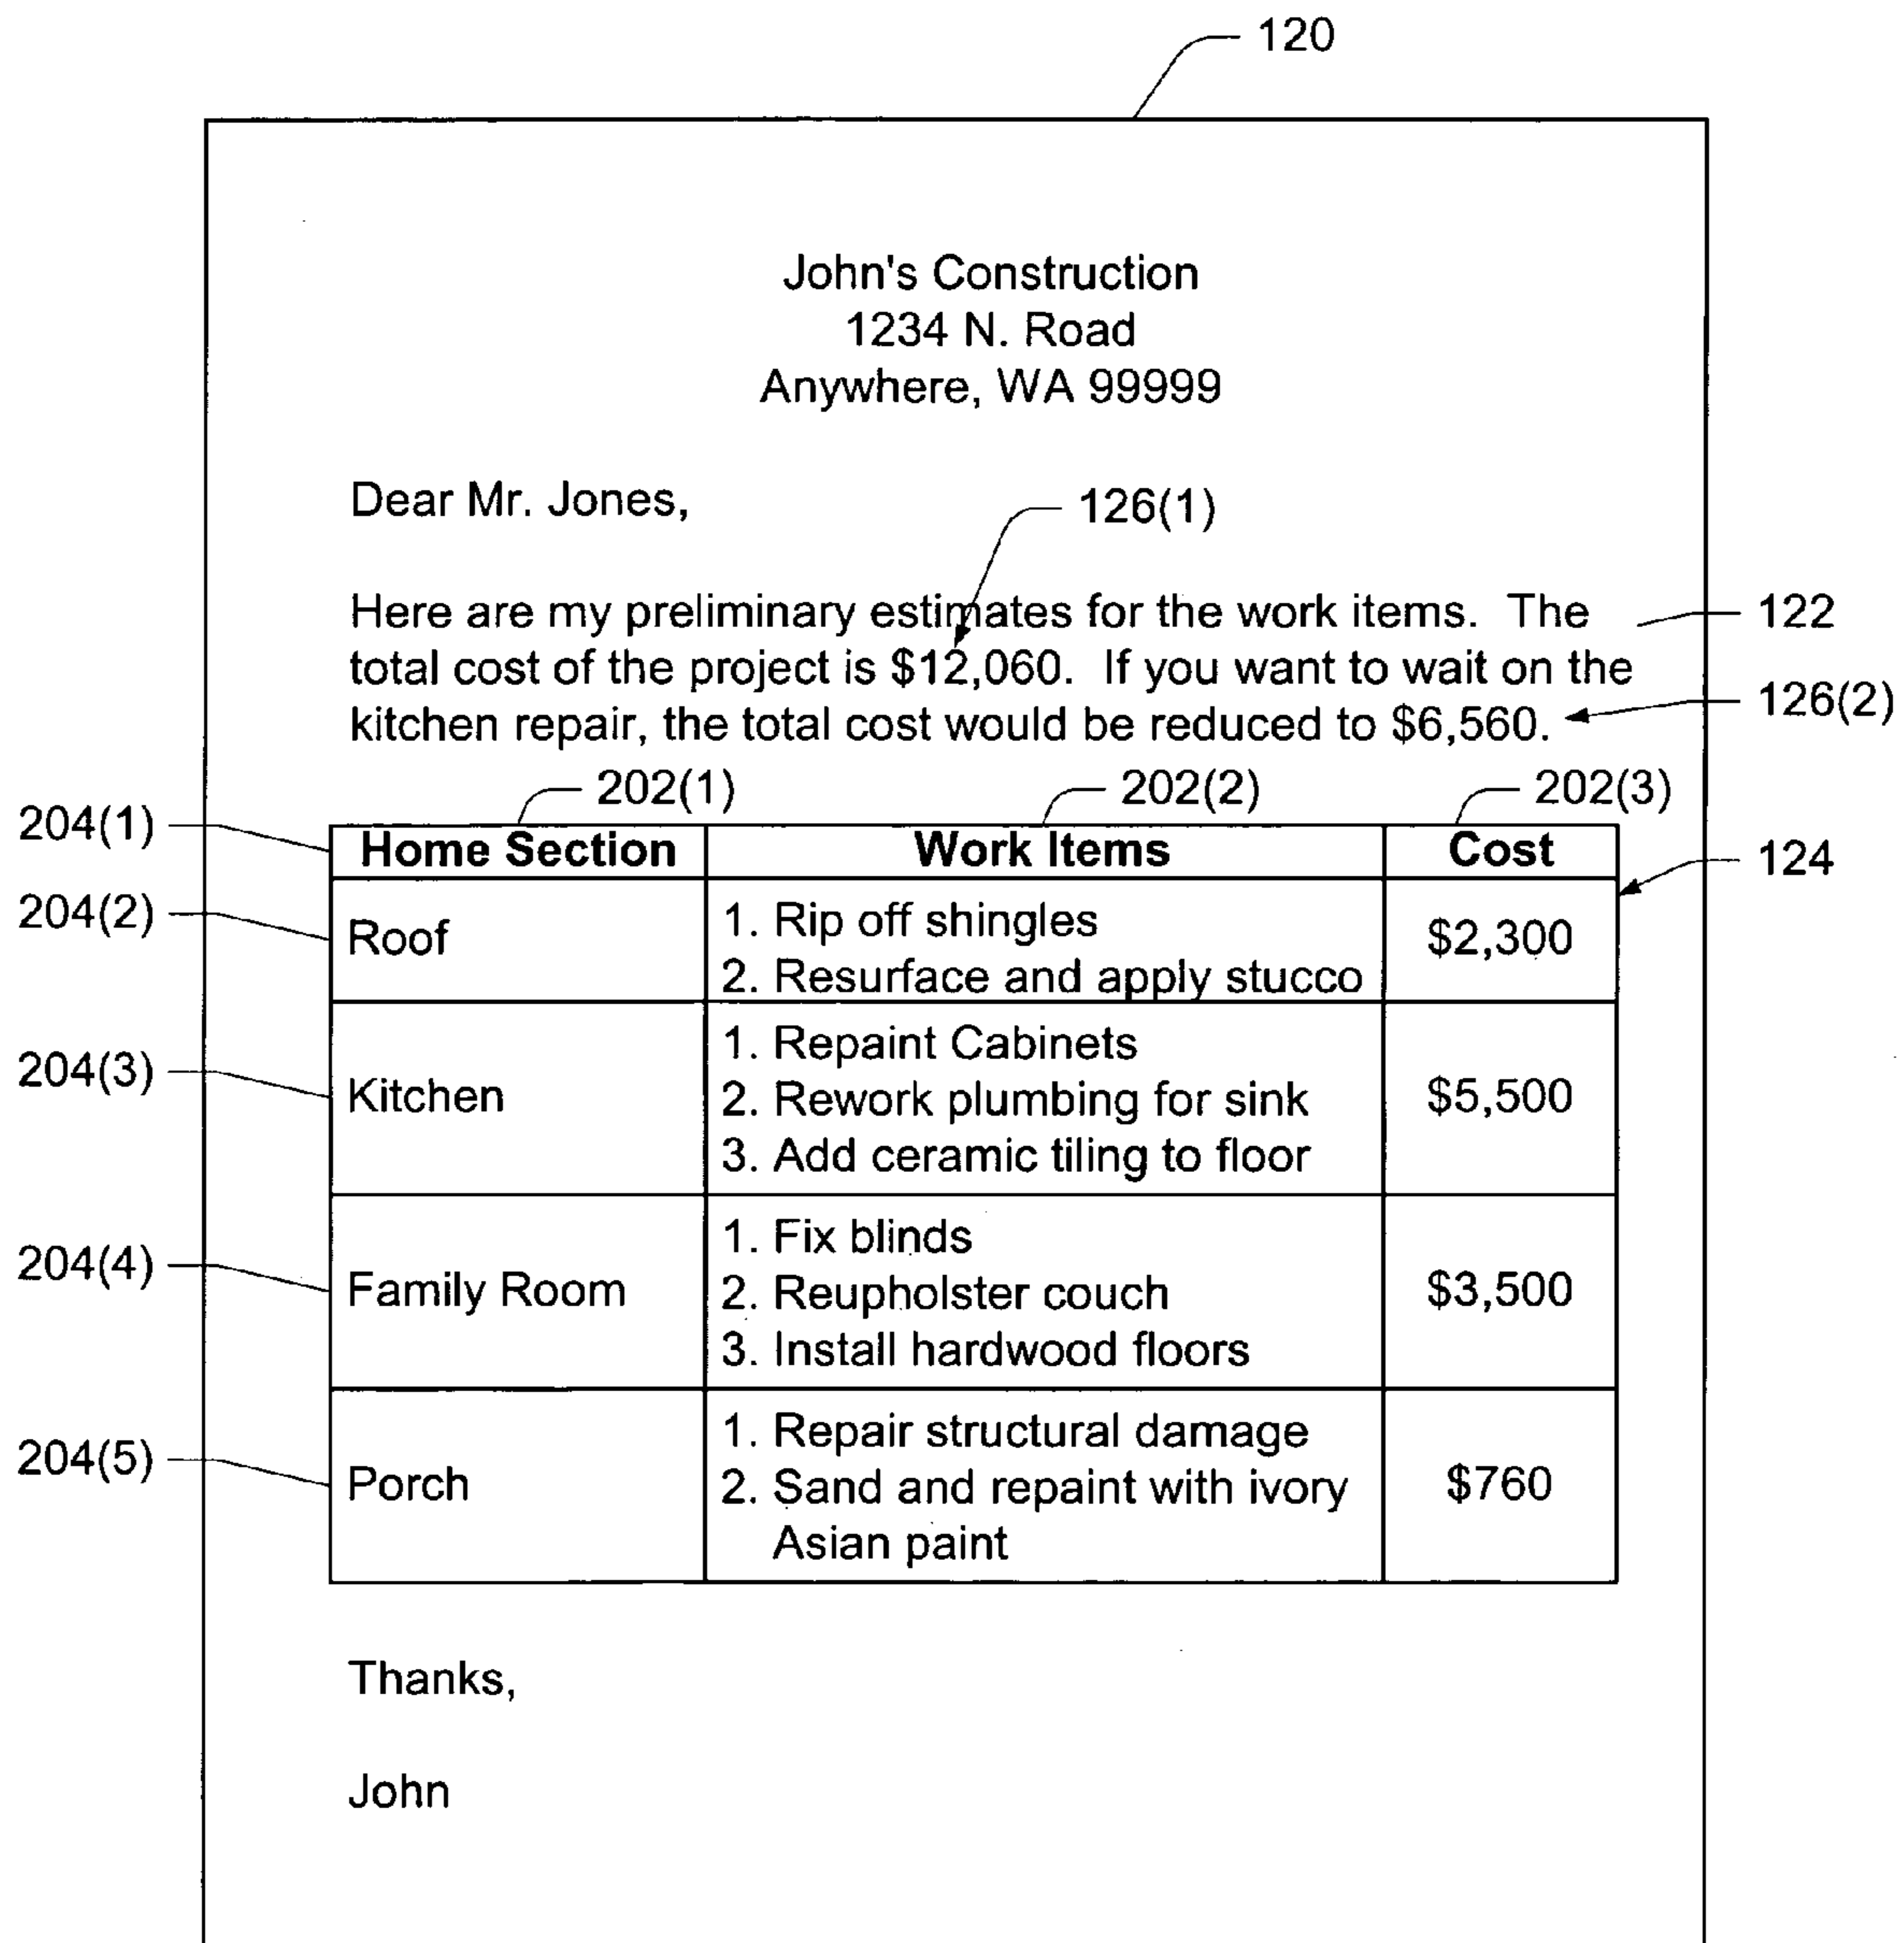 120
John's Construction
1234 N. Road
Anywhere, WA 99999
Dear Mr. Jones,
126(1)
Here are my preliminary estimates for the work items. The
122
total cost of the project is $12,060. If you want to wait on the
kitchen repair, the total cost would be reduced to $6,560.
126(2)
202(1)
202(2)
202(3)
204(1)
Home Section
Work Items
Cost
124
204(2)
Roof
1. Rip off shingles
2. Resurface and apply stucco
$2,300
204(3)
Kitchen
1. Repaint Cabinets
2. Rework plumbing for sink
3. Add ceramic tiling to floor
$5,500
204(4)
Family Room
1. Fix blinds
2. Reupholster couch
3. Install hardwood floors
$3,500
204(5)
Porch
1. Repair structural damage
2. Sand and repaint with ivory
Asian paint
$760
Thanks,
John